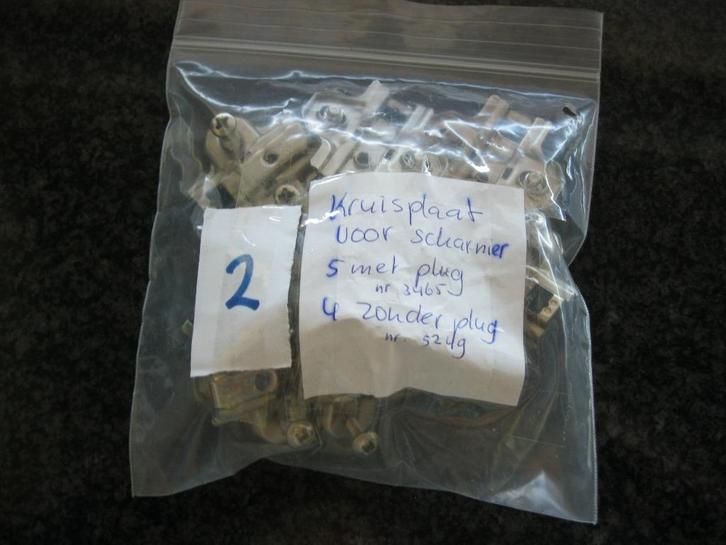 2
Kruisplaat
voor scharnier
5 met plug
nr 3465
4 zonder plug
nr. 5249